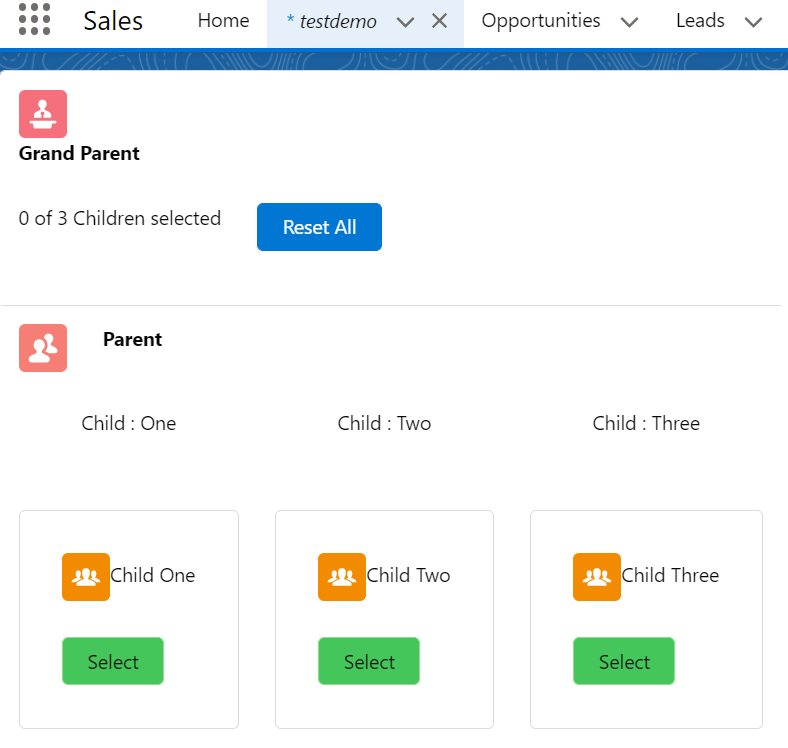 Sales Home * testdemo Opportunities Leads
Grand Parent
0 of 3 Children selected Reset All
Parent
Child : One Child : Two Child : Three
Child One Child Two Child Three
Select Select Select